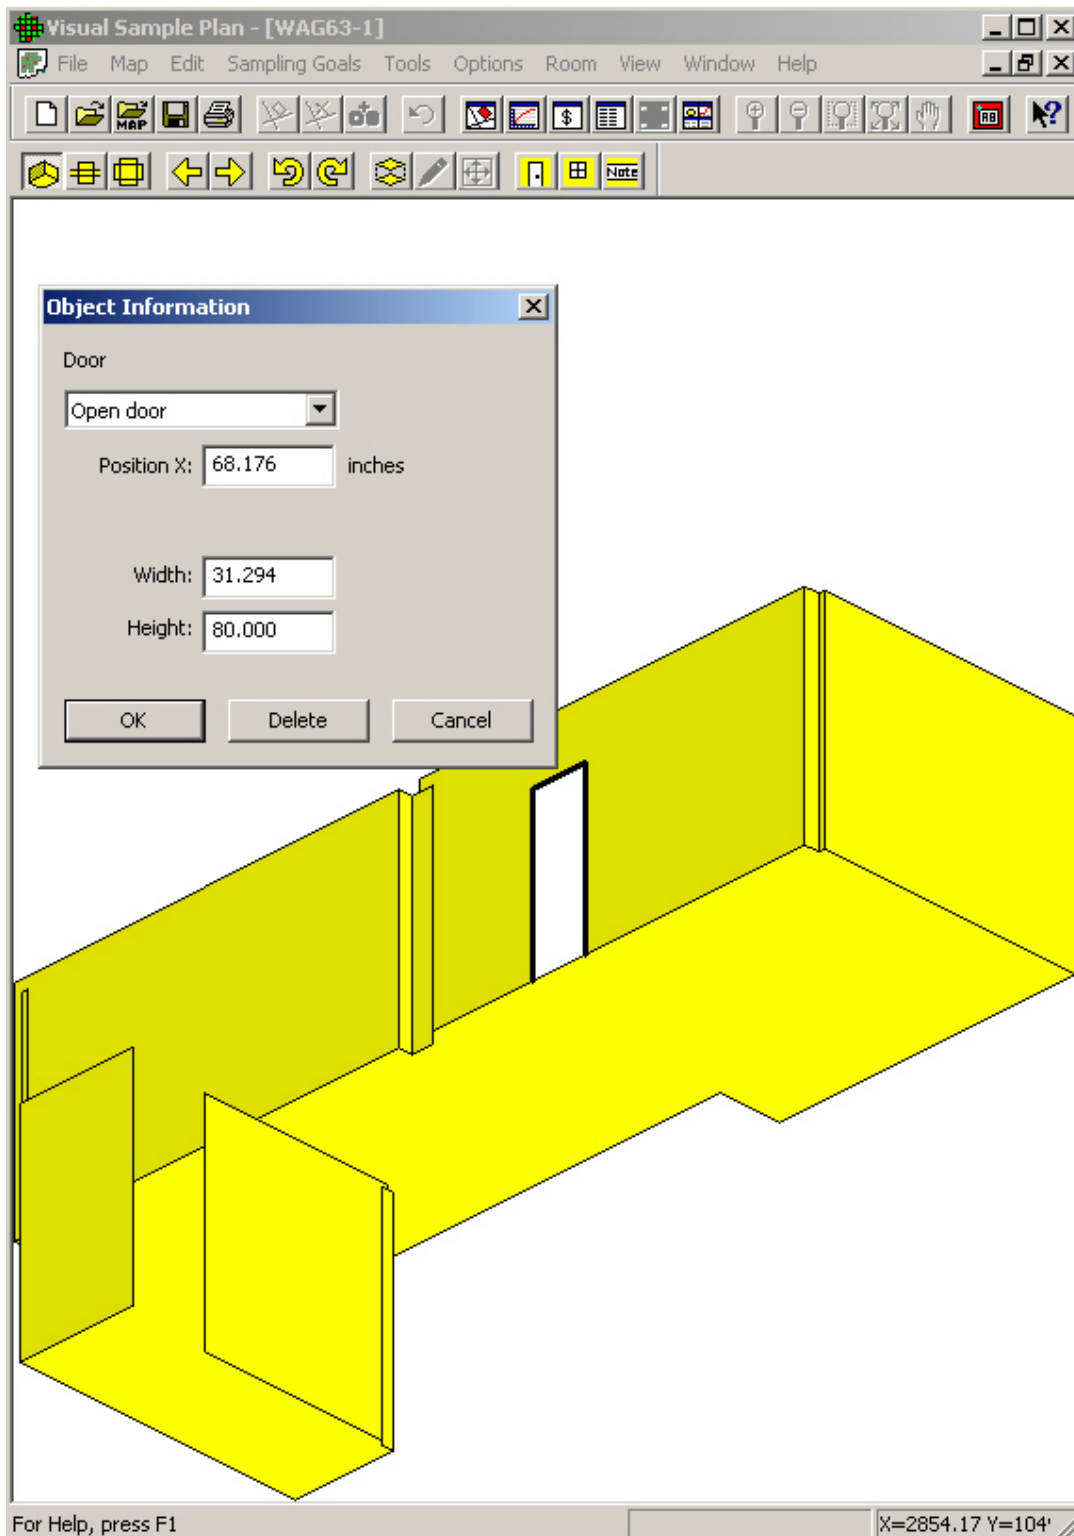 Visual Sample Plan - [WAG63-1]
File Map Edit Sampling Goals Tools Options Room View Window Help
MAP $ RB ?
Note
Object Information
Door
Open door
Position X: 68.176 inches
Width: 31.294
Height: 80.000
OK Delete Cancel
For Help, press F1 X=2854.17 Y=104'